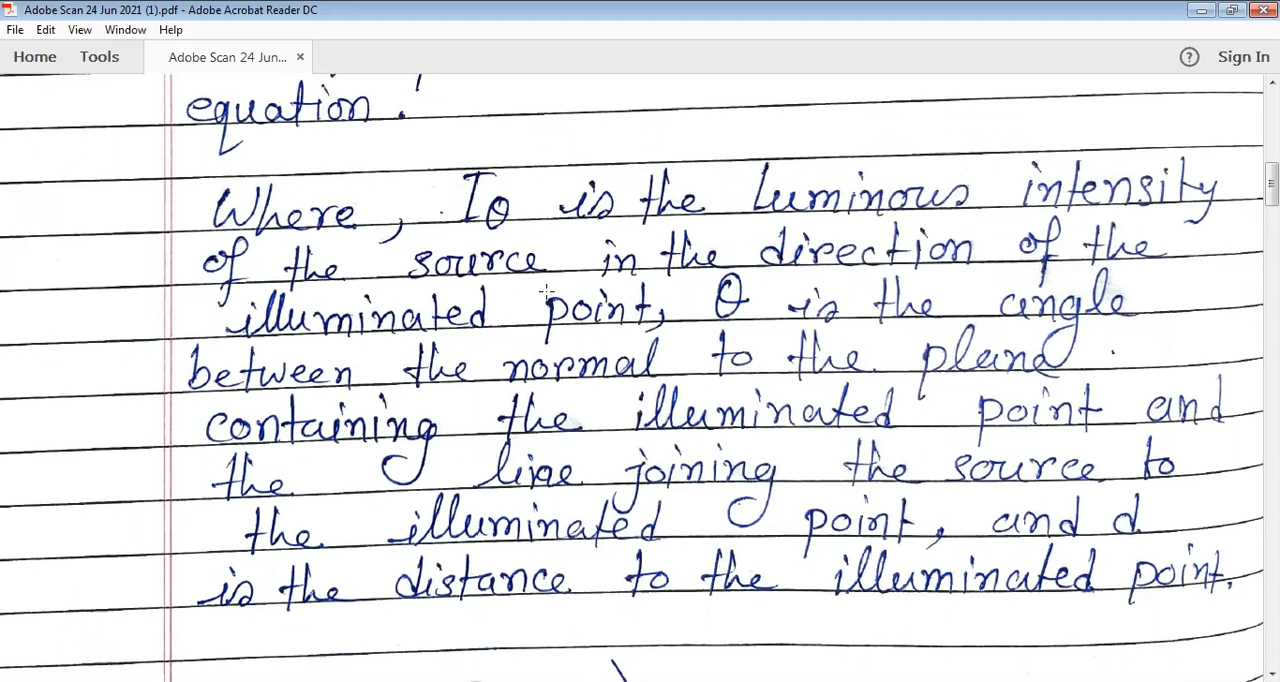 Adobe Scan 24 Jun 2021 (1).pdf - Adobe Acrobat Reader DC
File Edit View Window Help
Home Tools Adobe Scan 24 Jun... × ? Sign In
equation.
Where, Iθ is the Luminous intensity
of the source in the direction of the
illuminated point, θ is the angle
between the normal to the plane
containing the illuminated point and
the line joining the source to
the illuminated point, and d
is the distance to the illuminated point.